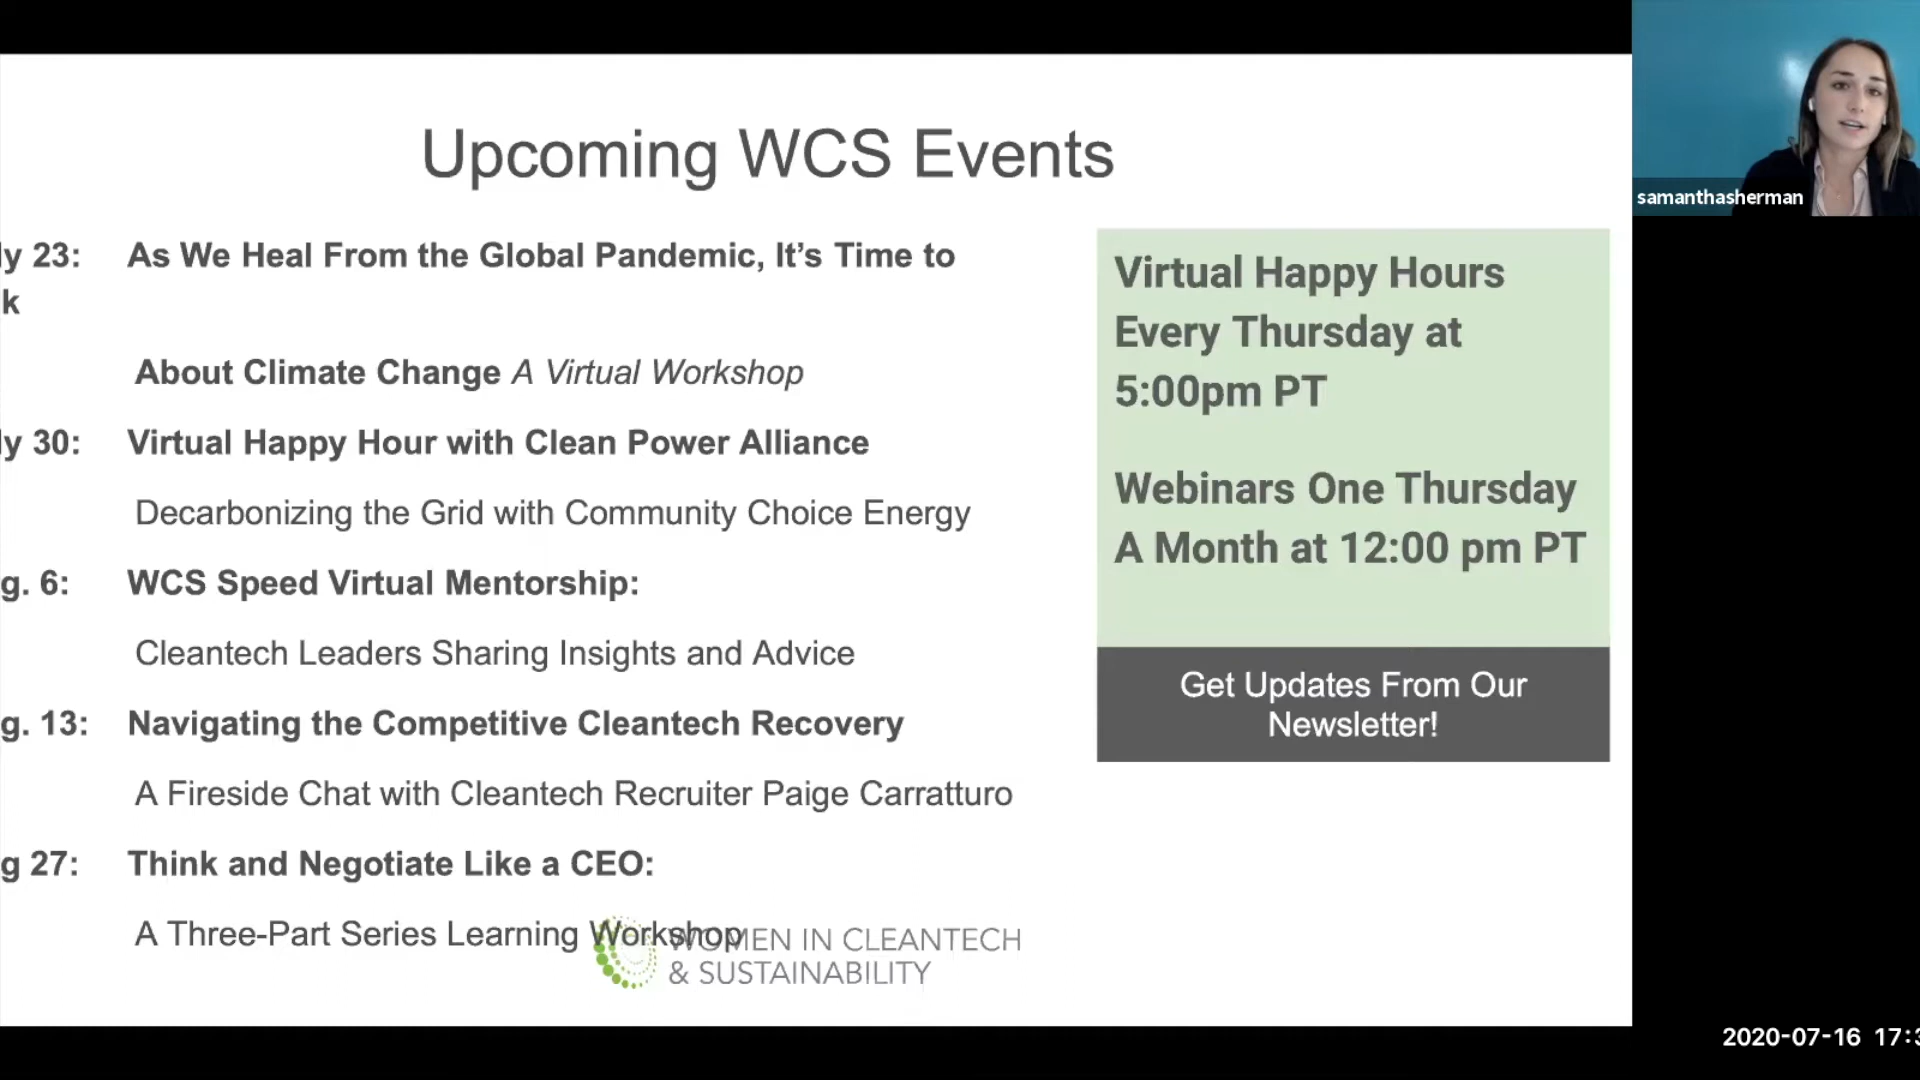 Upcoming WCS Events
ly 23: As We Heal From the Global Pandemic, It's Time to
k
About Climate Change A Virtual Workshop
ly 30: Virtual Happy Hour with Clean Power Alliance
Decarbonizing the Grid with Community Choice Energy
g. 6: WCS Speed Virtual Mentorship:
Cleantech Leaders Sharing Insights and Advice
g. 13: Navigating the Competitive Cleantech Recovery
A Fireside Chat with Cleantech Recruiter Paige Carratturo
g 27: Think and Negotiate Like a CEO:
A Three-Part Series Learning Workshop
WOMEN IN CLEANTECH
& SUSTAINABILITY
Virtual Happy Hours
Every Thursday at
5:00pm PT
Webinars One Thursday
A Month at 12:00 pm PT
Get Updates From Our
Newsletter!
samanthasherman
2020-07-16 17:3